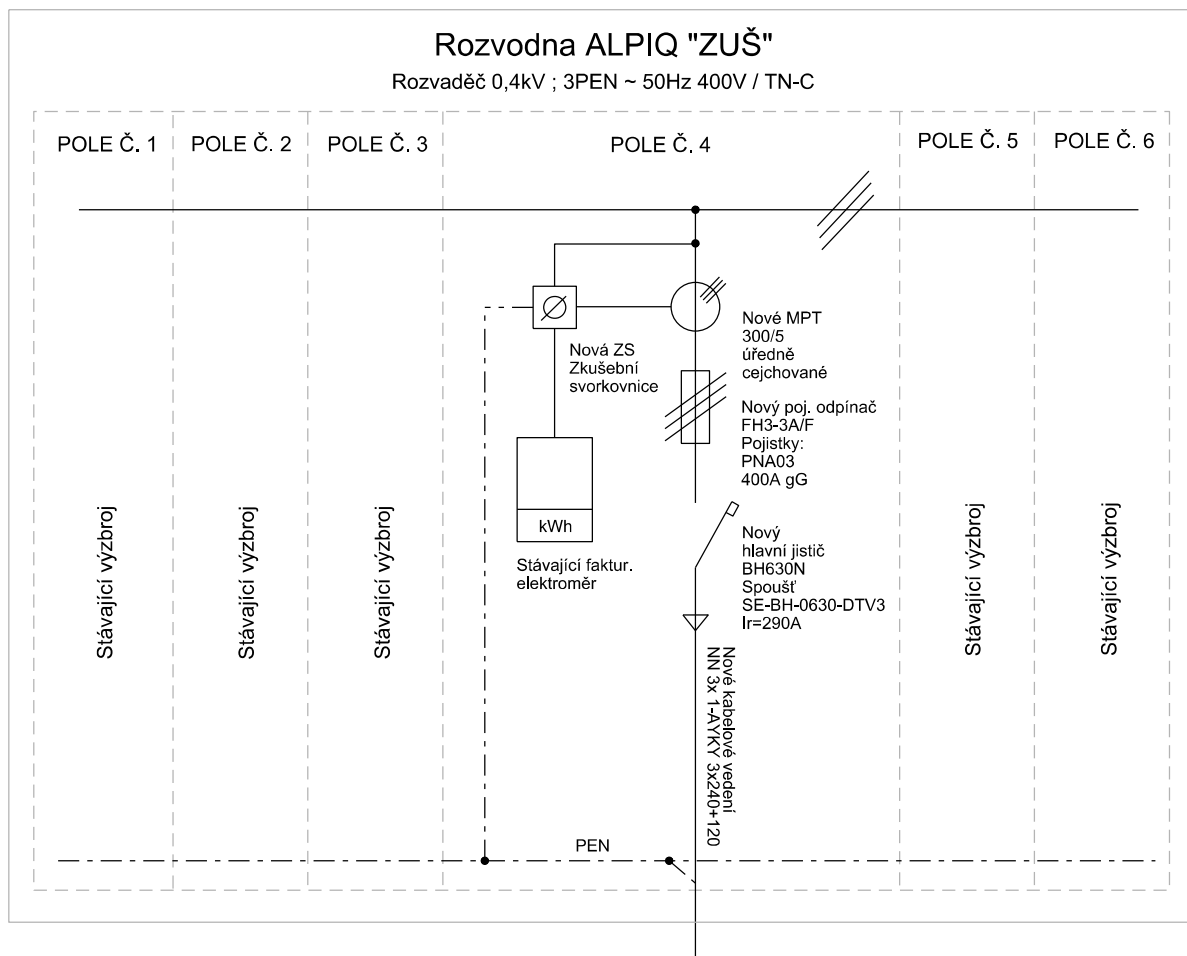 Rozvodna ALPIQ "ZUŠ"
Rozvaděč 0,4kV ; 3PEN ~ 50Hz 400V / TN-C
POLE Č. 1
POLE Č. 2
POLE Č. 3
POLE Č. 4
POLE Č. 5
POLE Č. 6
Nové MPT
300/5
úředně
cejchované
Nová ZS
Zkušební
svorkovnice
Nový poj. odpínač
FH3-3A/F
Pojistky:
PNA03
400A gG
kWh
Stávající faktur.
elektroměr
Nový
hlavní jistič
BH630N
Spoušť
SE-BH-0630-DTV3
Ir=290A
Stávající výzbroj
Stávající výzbroj
Stávající výzbroj
Stávající výzbroj
Stávající výzbroj
Nové kabelové vedení
NN 3x 1-AYKY 3x240+120
PEN